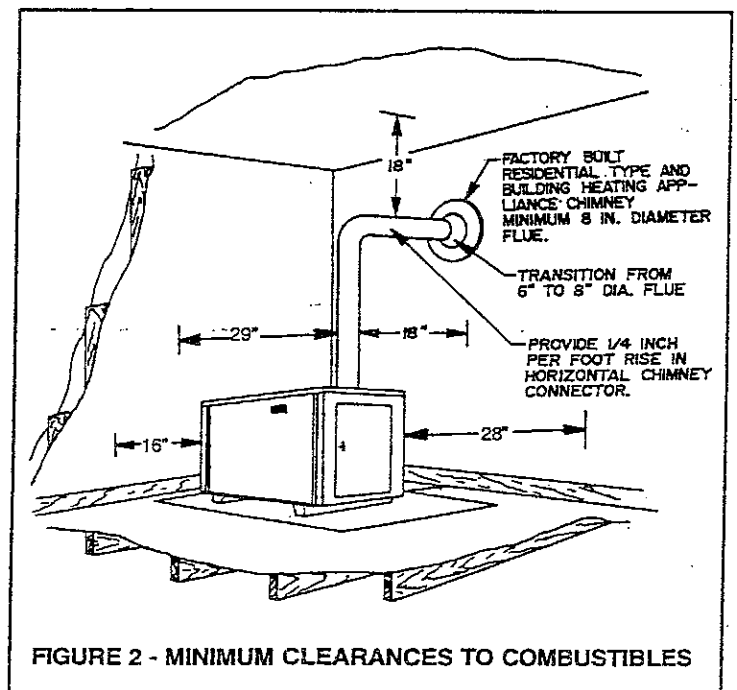 18"
FACTORY BUILT
RESIDENTIAL TYPE AND
BUILDING HEATING APP-
LIANCE CHIMNEY
MINIMUM 8 IN. DIAMETER
FLUE.
TRANSITION FROM
6" TO 8" DIA. FLUE
29"
18"
PROVIDE 1/4 INCH
PER FOOT RISE IN
HORIZONTAL CHIMNEY
CONNECTOR.
16"
28"
FIGURE 2 - MINIMUM CLEARANCES TO COMBUSTIBLES